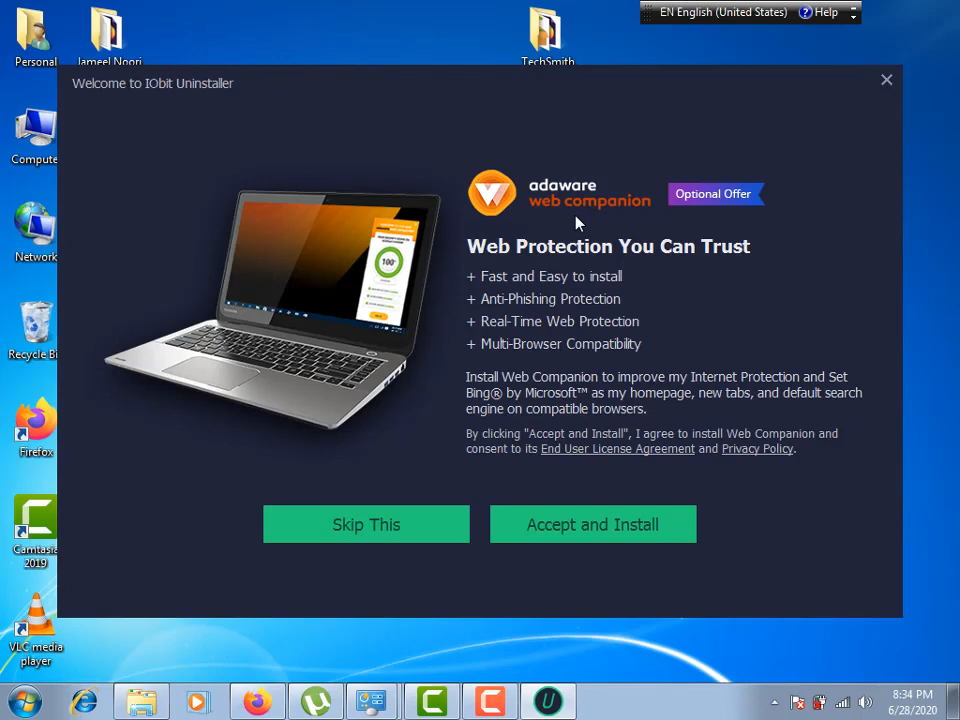 EN English (United States) Help
Personal
Jameel Noori
TechSmith
Welcome to IObit Uninstaller
Compute
Network
Recycle Bi
Firefox
Camtasia
2019
VLC media
player
adaware
web companion
Optional Offer
Web Protection You Can Trust
+ Fast and Easy to install
+ Anti-Phishing Protection
+ Real-Time Web Protection
+ Multi-Browser Compatibility
Install Web Companion to improve my Internet Protection and Set
Bing® by Microsoft™ as my homepage, new tabs, and default search
engine on compatible browsers.
By clicking "Accept and Install", I agree to install Web Companion and
consent to its End User License Agreement and Privacy Policy.
Skip This
Accept and Install
8:34 PM
6/28/2020